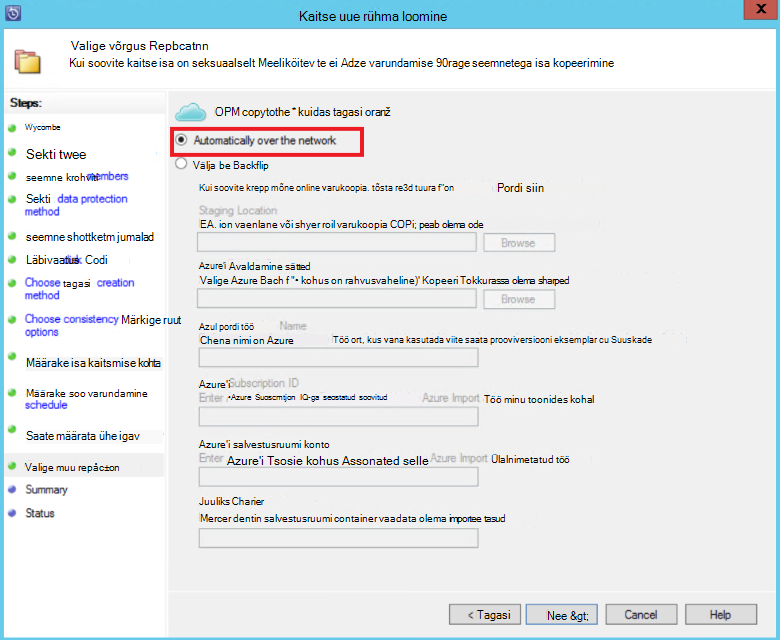 Kaitse uue rühma loomine
X
Valige võrgus Repbcatnn
Kui soovite kaitse isa on seksuaalselt Meeliköitev te ei Adze varundamise 90rage seemnetega isa kopeerimine
Steps:
Wycombe
Sekti twee
seemne krohviti members
Sekti data protection
method
seemne shottketm jumalad
Läbivaatus Codi
Choose tagasi creation
method
Choose consistency Märkige ruut
options
Määrake isa kaitsmise kohta
Määrake soo varundamine
schedule
Saate määrata ühe igav
Valige muu repåc±on
Summary
Status
OPM copytothe * kuidas tagasi oranž
Automatically over the network
Välja be Backflip
Kui soovite krepp mõne online varukoopia. tõsta re3d tuura f"on Pordi siin
Staging Location
EA. ion vaenlane või shyer roil varukoopia COPi; peab olema ode
Browse
Azure'i Avaldamine sätted
Valige Azure Bach f "• kohus on rahvusvaheline)' Kopeeri Tokkurassa olema sharped
Browse
Azul pordi töö Name
Chena nimi on Azure Töö ort, kus vana kasutada viite saata prooviversiooni eksemplar cu Suuskade
Azure'i Subscription ID
Enter •Azure Suoscmtjon IQ-ga seostatud soovitud Azure Import Töö minu toonides kohal
Azure'i salvestusruumi konto
Enter Azure'i Tsosie kohus Assonated selle Azure Import Ülalnimetatud töö
Juuliks Charier
Mercer dentin salvestusruumi container vaadata olema importee tasud
< Tagasi
Nee &gt;
Cancel
Help